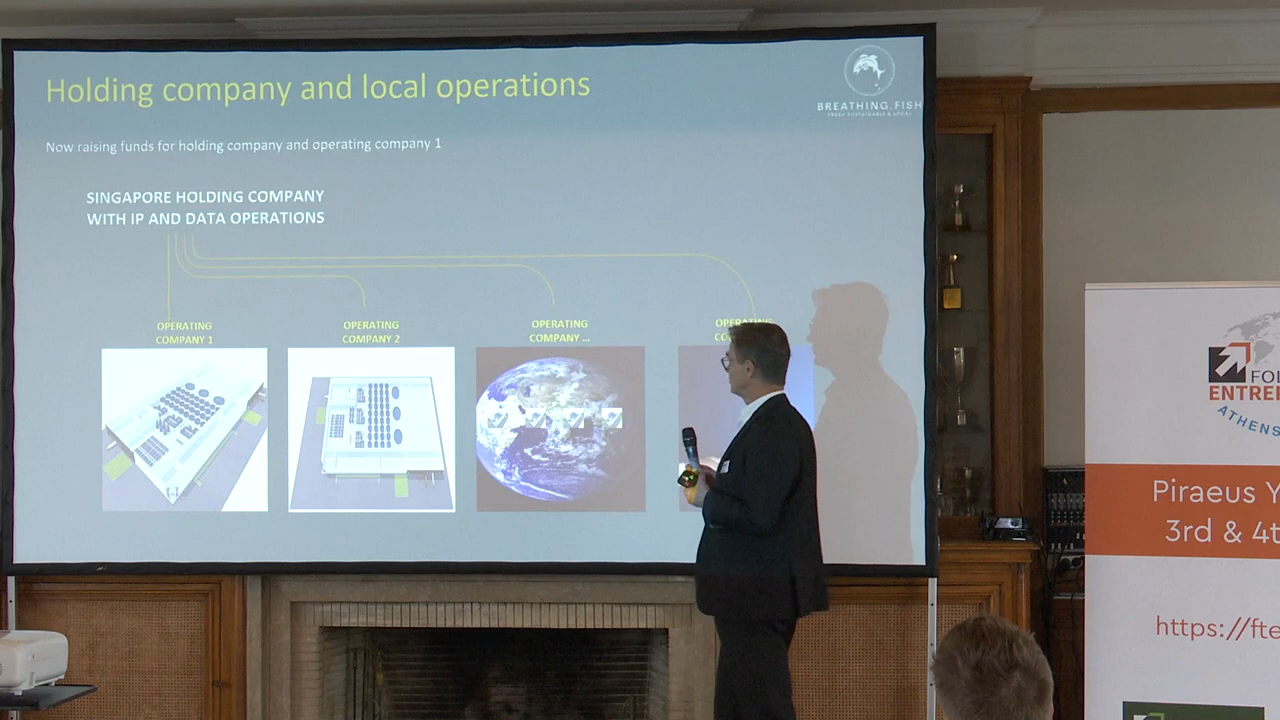 Holding company and local operations
BREATHING.FISH
FRESH SUSTAINABLE & LOCAL
Now raising funds for holding company and operating company 1
SINGAPORE HOLDING COMPANY
WITH IP AND DATA OPERATIONS
OPERATING
COMPANY 1
OPERATING
COMPANY 2
OPERATING
COMPANY ...
OPERATING
FOL
ENTRE
ATHENS
Piraeus Y
3rd & 4t
https://fte